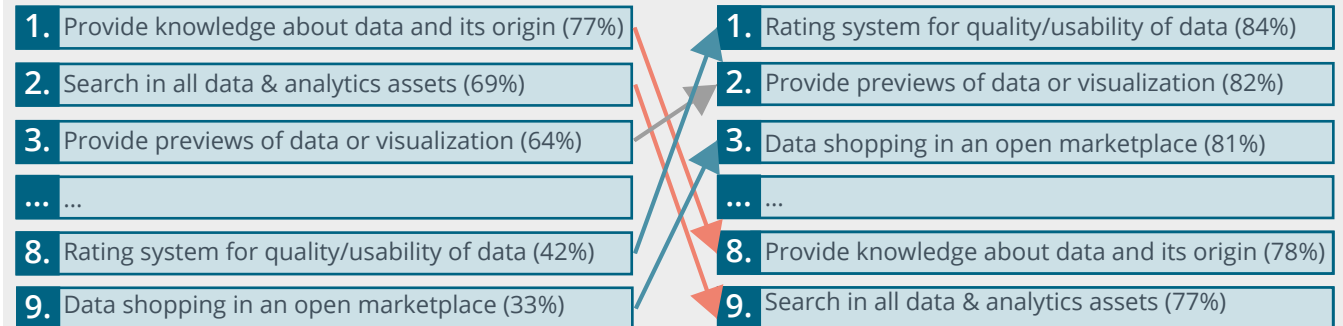 1. Provide knowledge about data and its origin (77%)
2. Search in all data & analytics assets (69%)
3. Provide previews of data or visualization (64%)
... ...
8. Rating system for quality/usability of data (42%)
9. Data shopping in an open marketplace (33%)
1. Rating system for quality/usability of data (84%)
2. Provide previews of data or visualization (82%)
3. Data shopping in an open marketplace (81%)
... ...
8. Provide knowledge about data and its origin (78%)
9. Search in all data & analytics assets (77%)